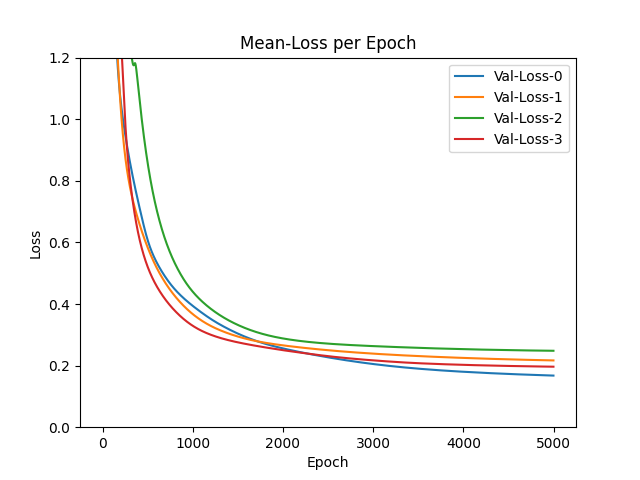 Mean-Loss per Epoch
1.2
1.0
0.8
0.6
0.4
0.2
0.0
Loss
Val-Loss-0
Val-Loss-1
Val-Loss-2
Val-Loss-3
0 1000 2000 3000 4000 5000
Epoch